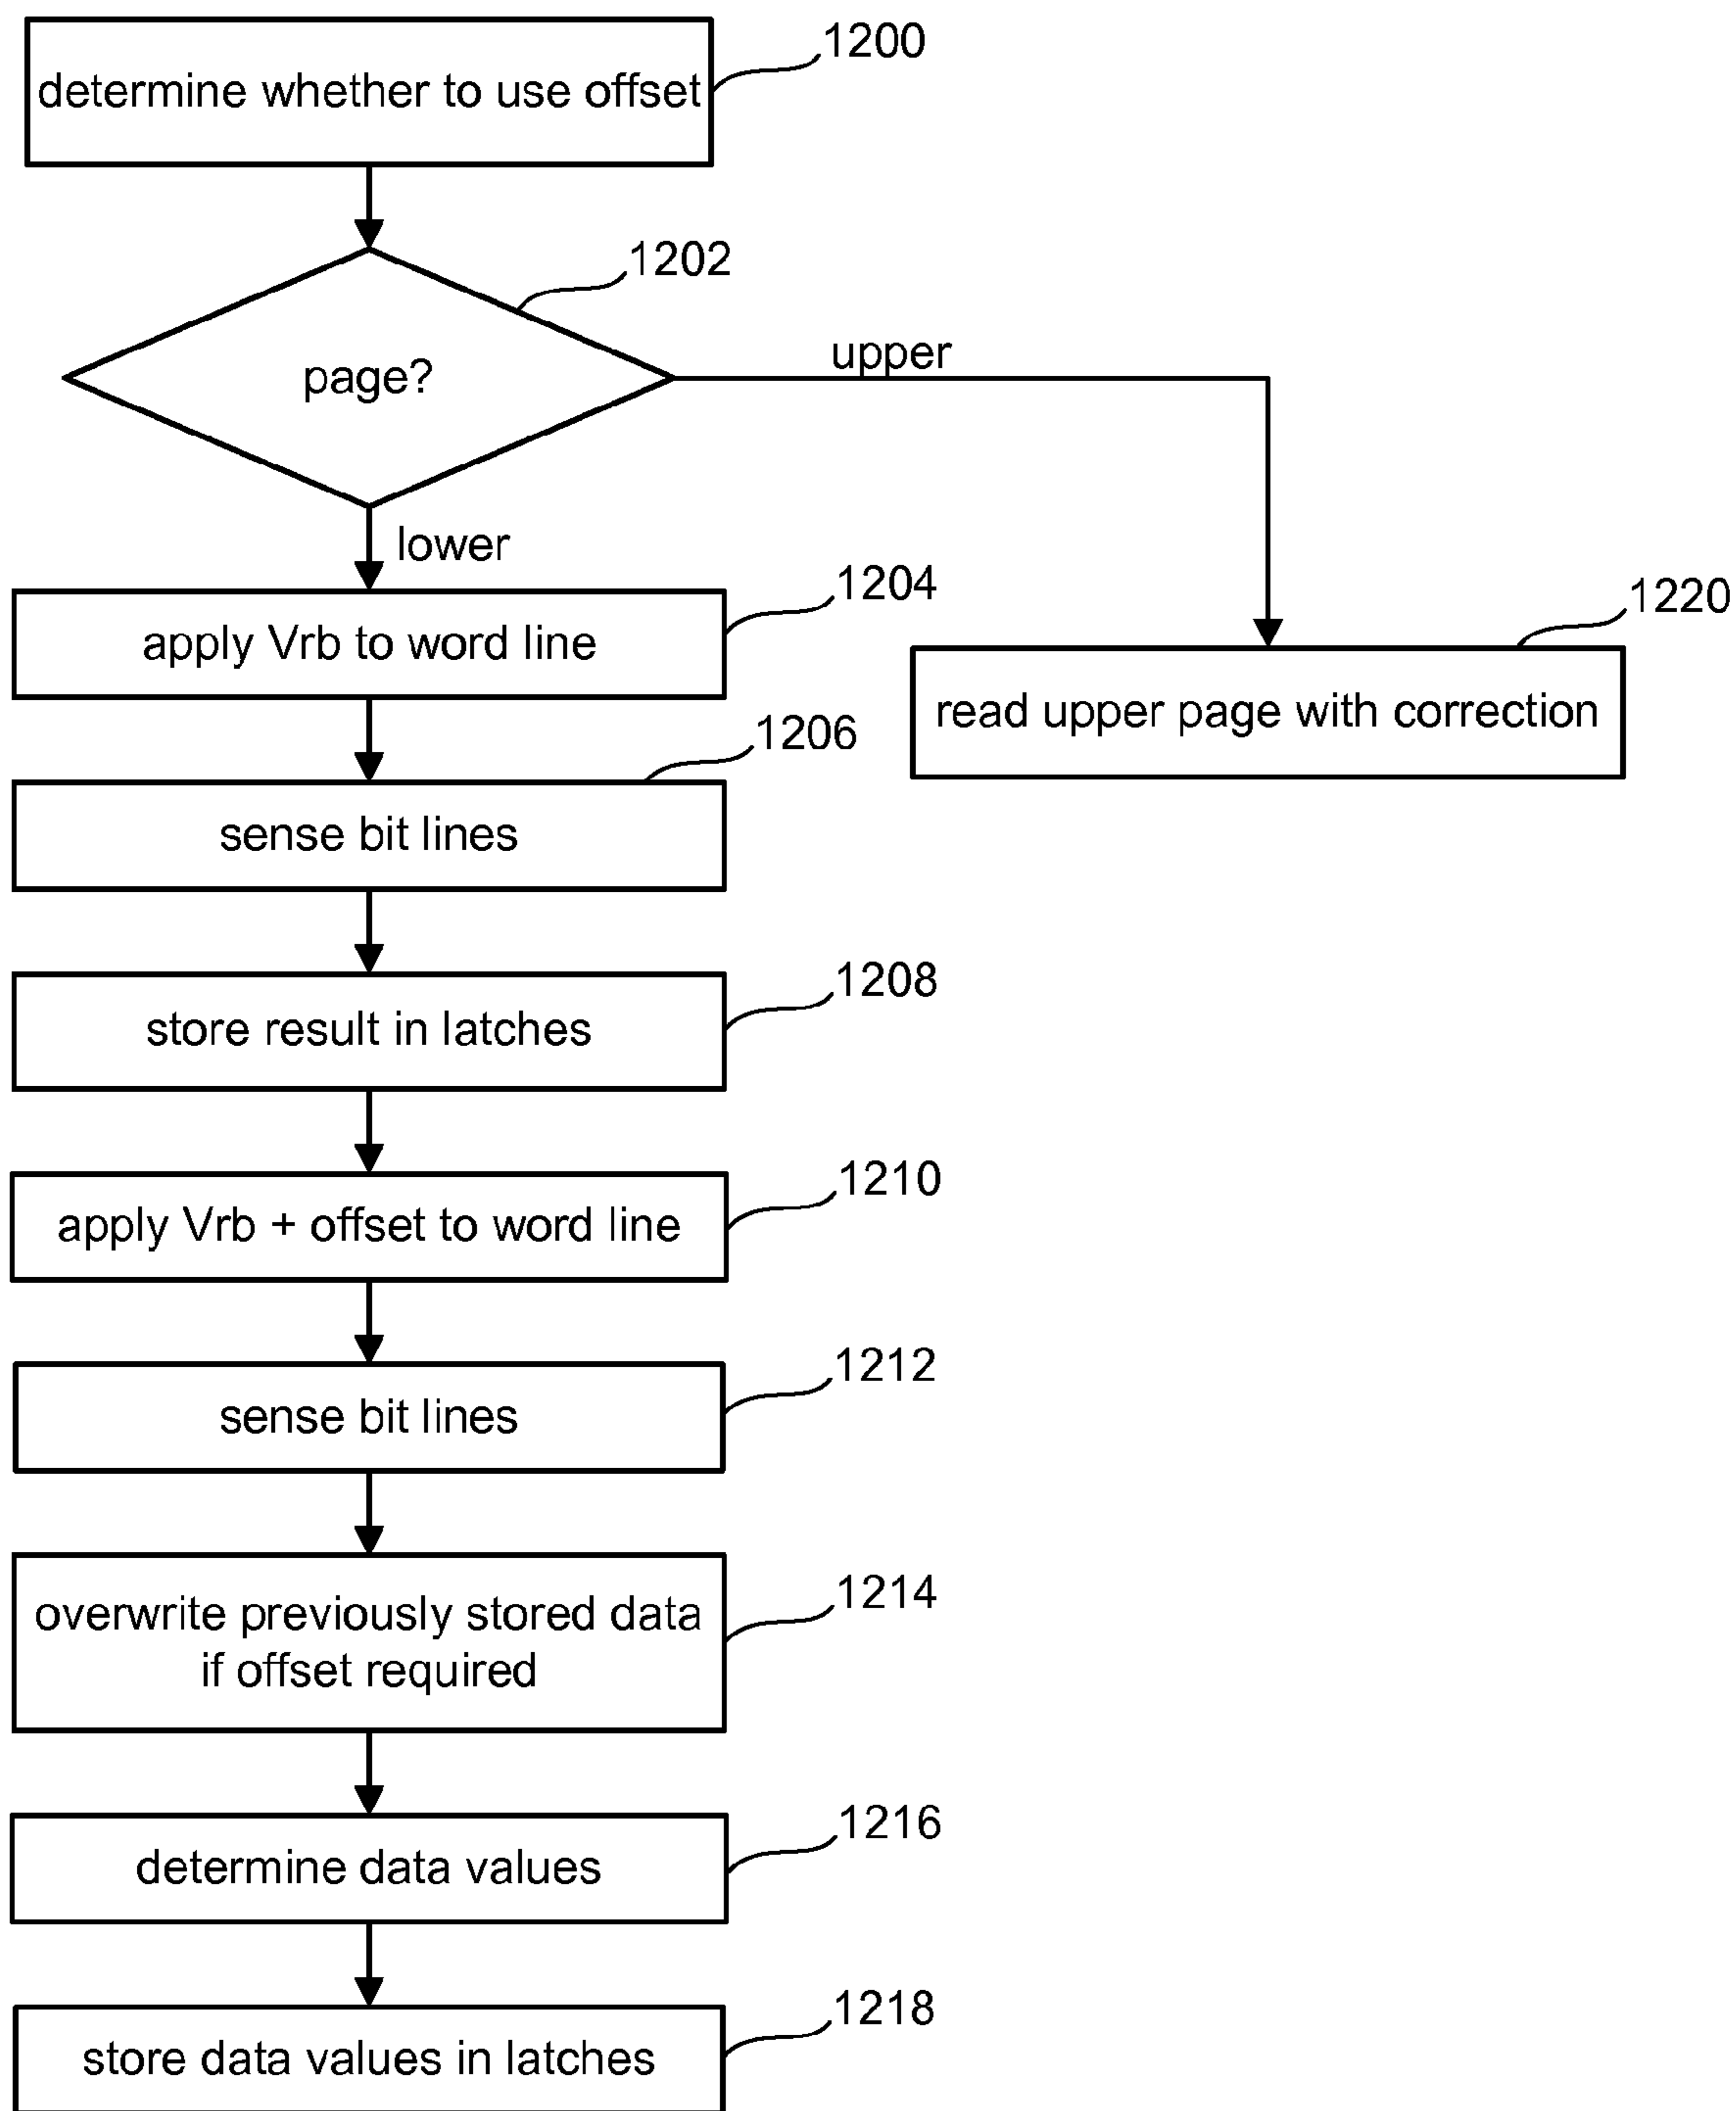 1200
determine whether to use offset
1202
page?
upper
lower
1204
apply Vrb to word line
1220
read upper page with correction
1206
sense bit lines
1208
store result in latches
1210
apply Vrb + offset to word line
1212
sense bit lines
1214
overwrite previously stored data
if offset required
1216
determine data values
1218
store data values in latches